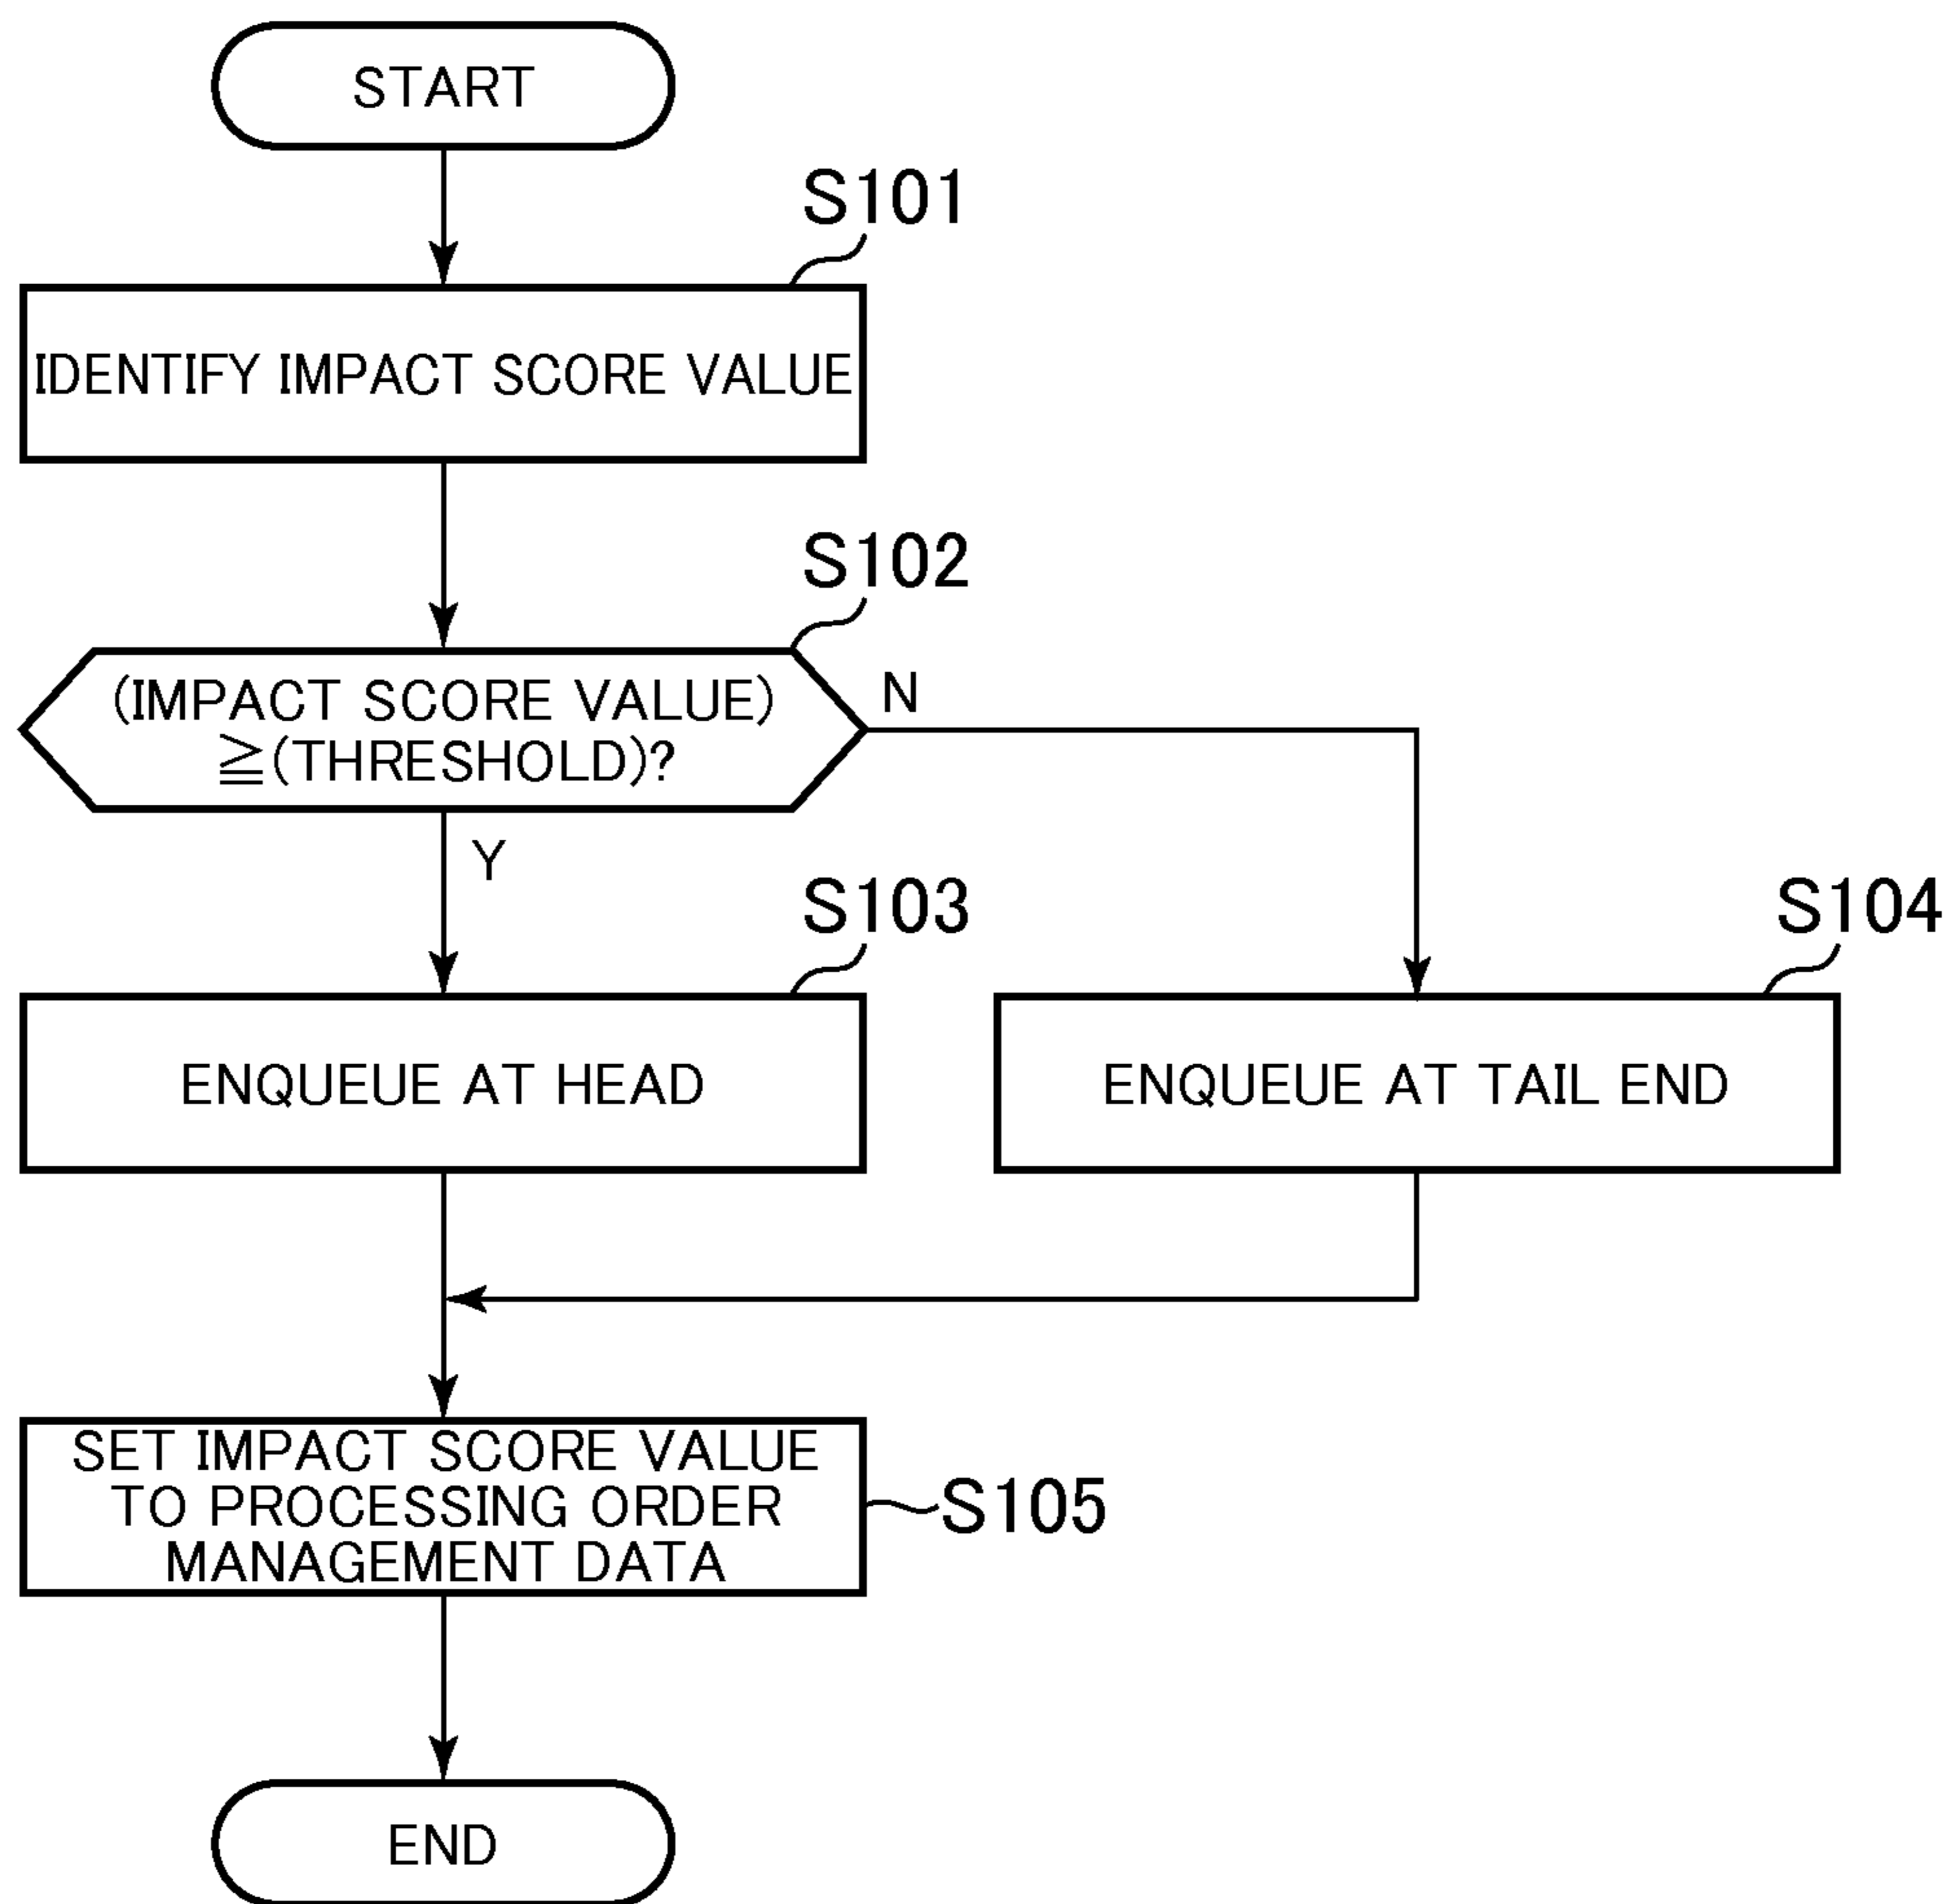 START
S101
IDENTIFY IMPACT SCORE VALUE
S102
(IMPACT SCORE VALUE)
≧(THRESHOLD)?
N
Y
S103
S104
ENQUEUE AT HEAD
ENQUEUE AT TAIL END
SET IMPACT SCORE VALUE
TO PROCESSING ORDER
MANAGEMENT DATA
S105
END